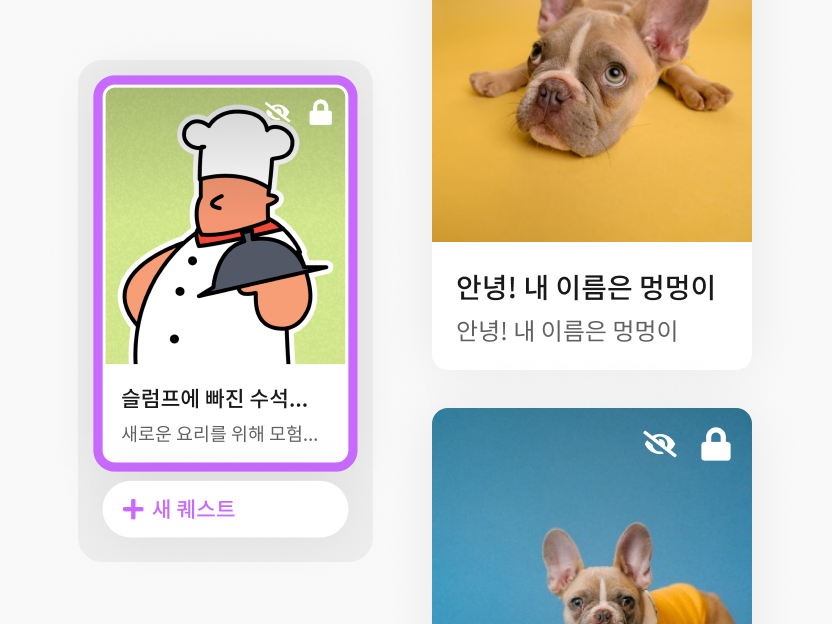 슬럼프에 빠진 수석...
새로운 요리를 위해 모험...
새 퀘스트
안녕! 내 이름은 멍멍이
안녕! 내 이름은 멍멍이